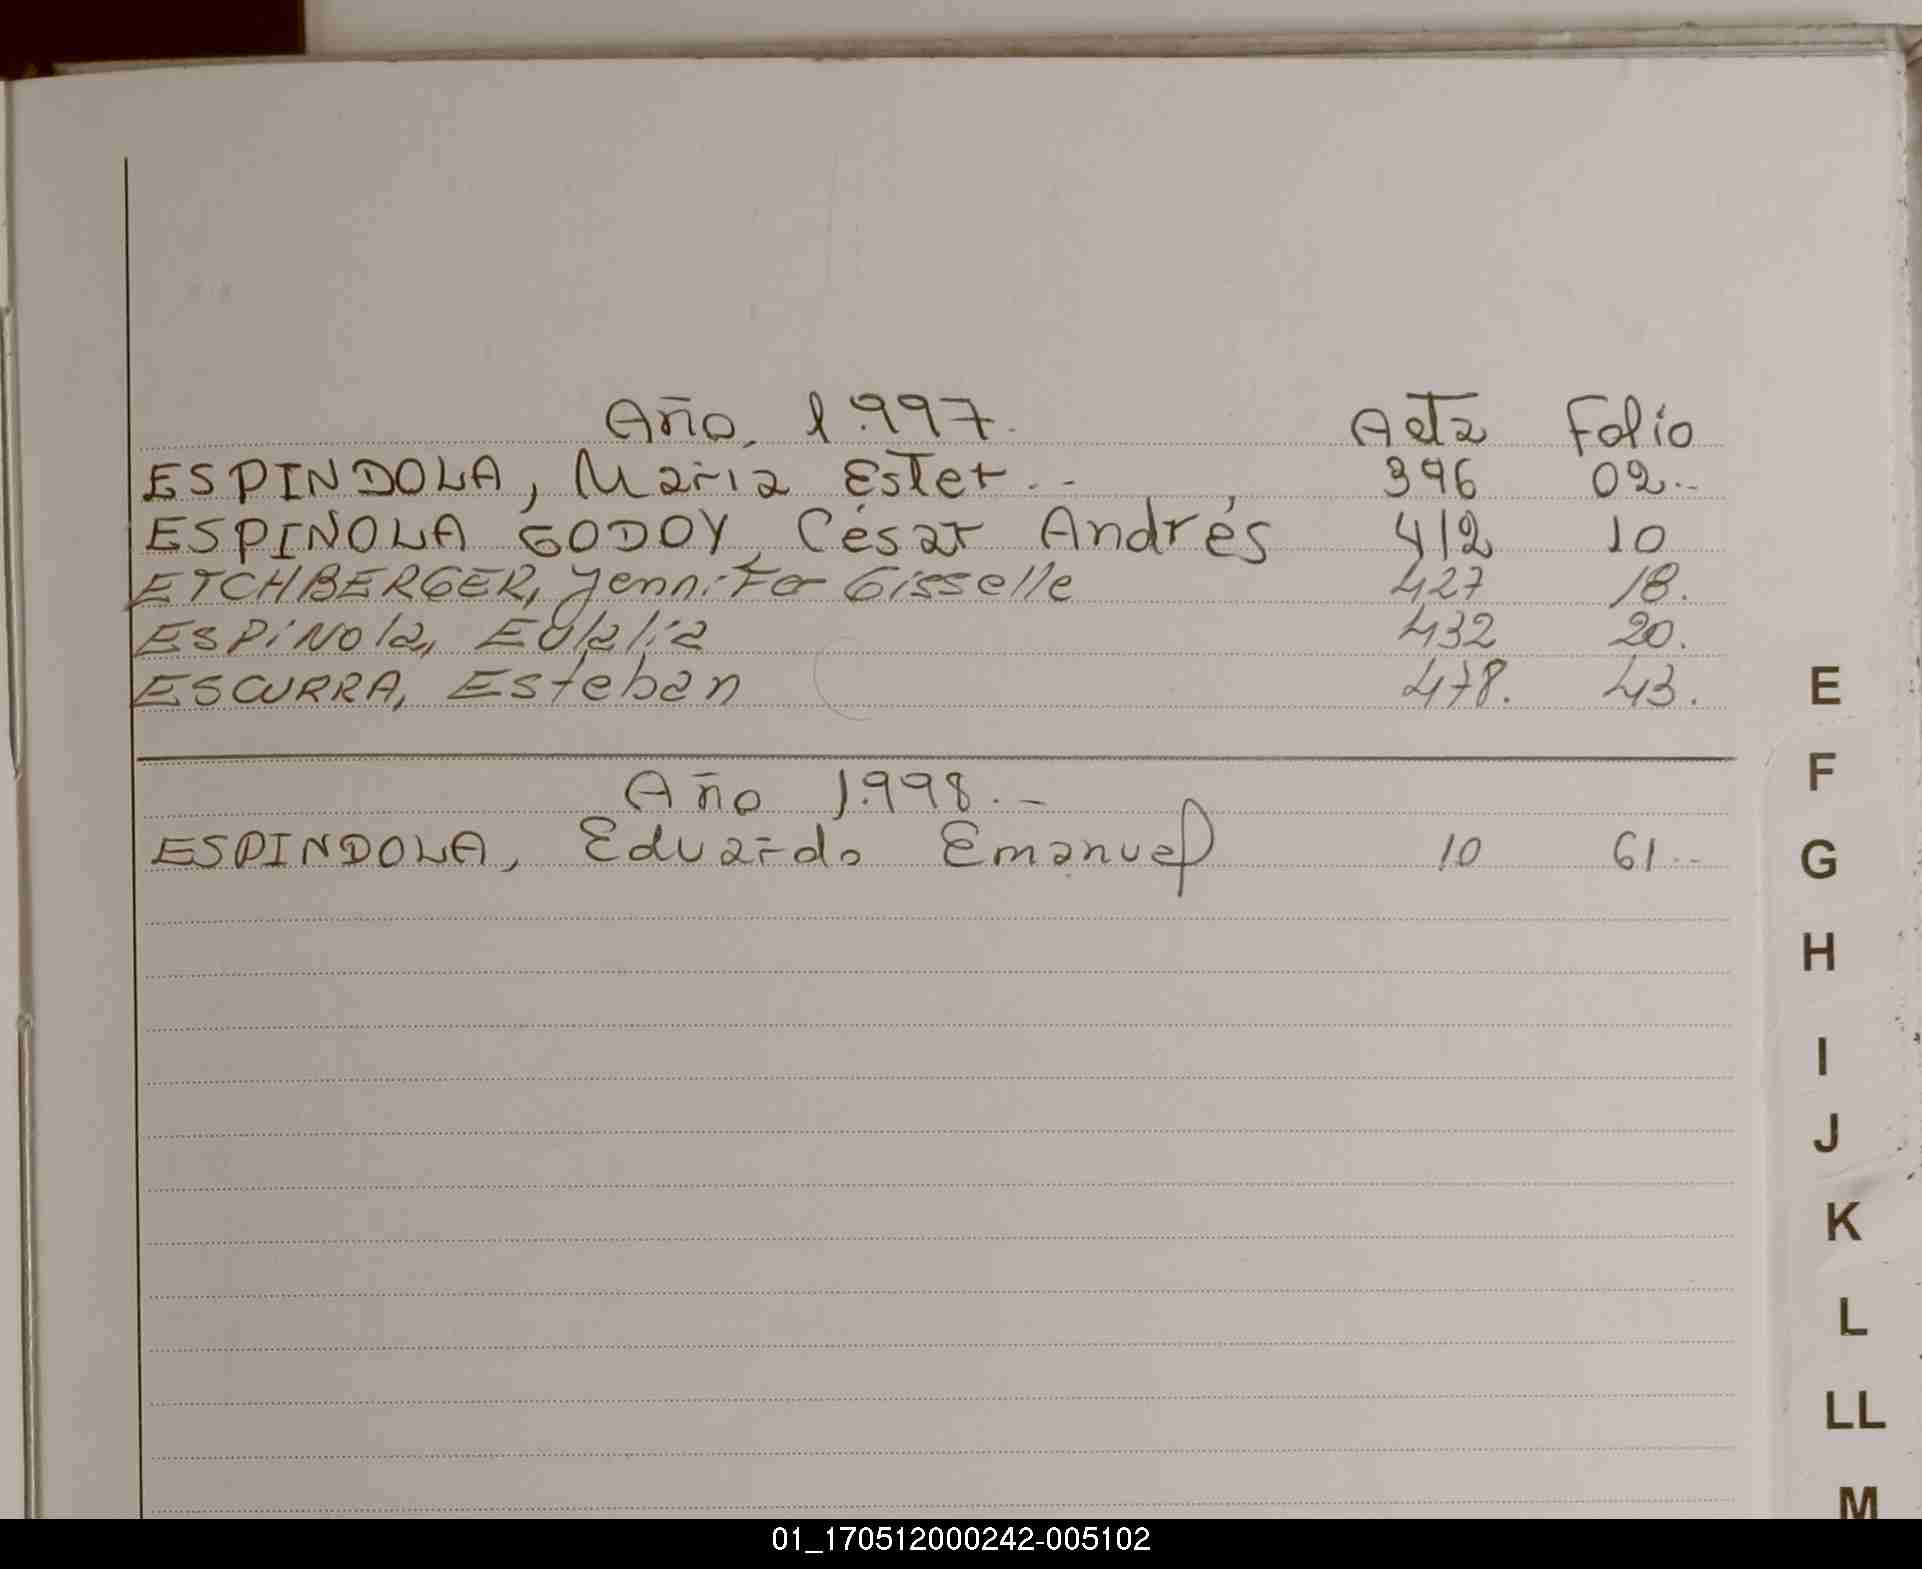 Año. 1.997. Acta Folio
ESPINDOLA, Maria Ester.- 396 02.-
ESPINOLA GODOY, César Andrés 412 10
ETCHBERGER, Jennifer Gisselle 427 18.
ESPiNola, Eulalia 432 20.
ESCURRA, Esteban 478. 43.
Año 1.998.-
ESPINDOLA, Eduardo Emanuel 10 61.-
E
F
G
H
I
J
K
L
LL
M
01_170512000242-005102